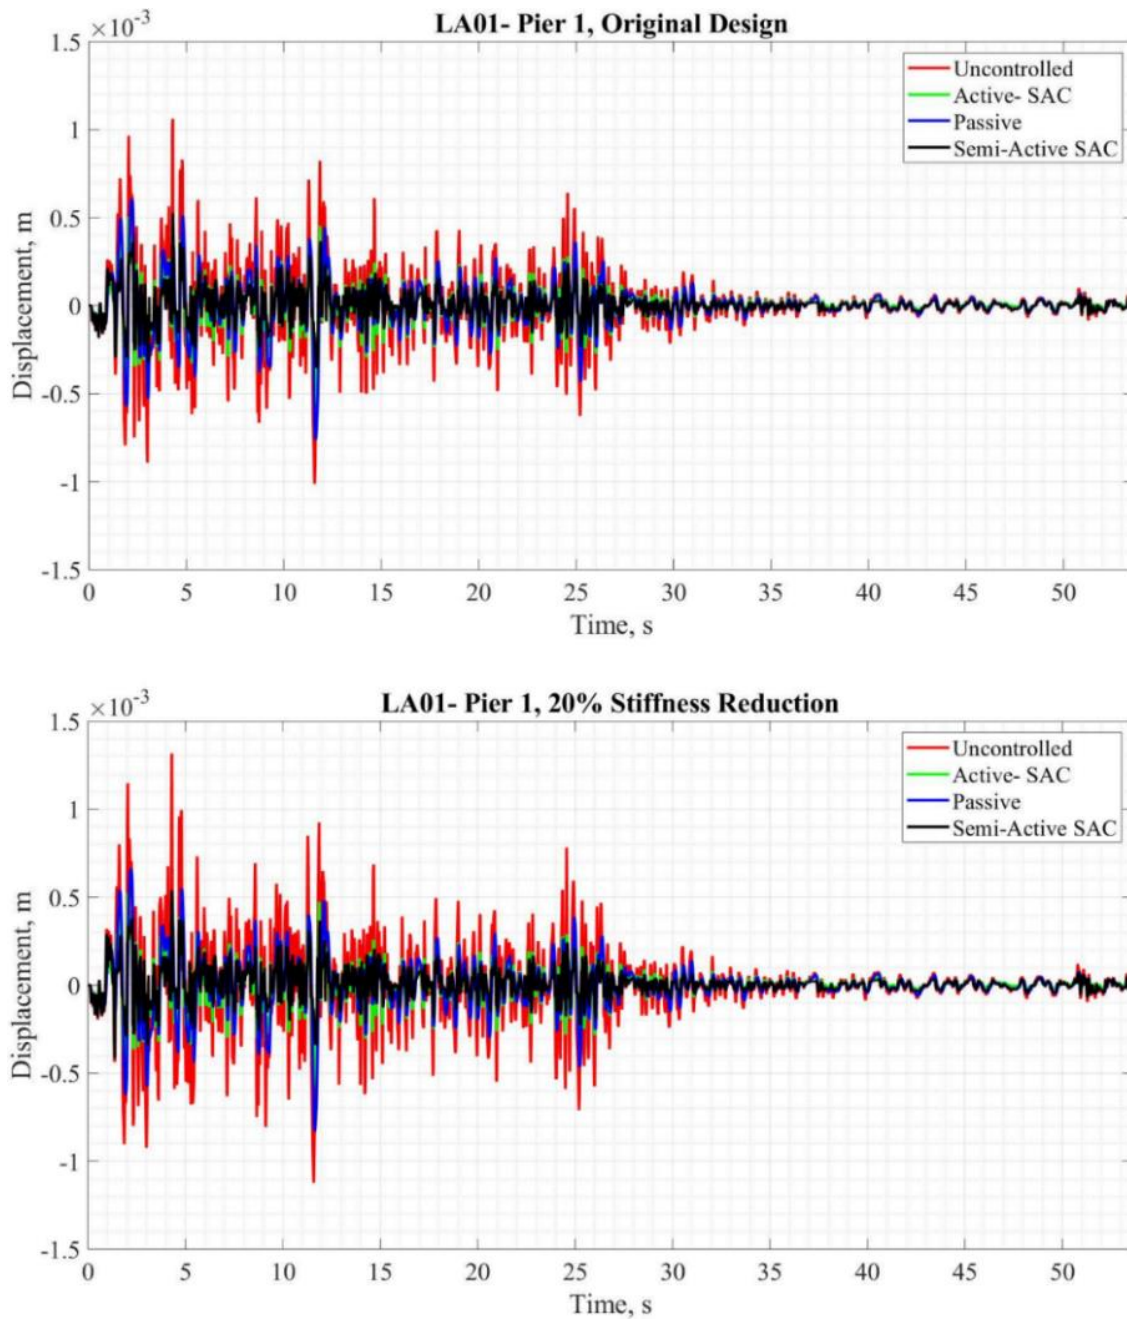 LA01- Pier 1, Original Design
×10⁻³
1.5
1
0.5
0
-0.5
-1
-1.5
Displacement, m
Uncontrolled
Active- SAC
Passive
Semi-Active SAC
0 5 10 15 20 25 30 35 40 45 50
Time, s
LA01- Pier 1, 20% Stiffness Reduction
×10⁻³
1.5
1
0.5
0
-0.5
-1
-1.5
Displacement, m
Uncontrolled
Active- SAC
Passive
Semi-Active SAC
0 5 10 15 20 25 30 35 40 45 50
Time, s